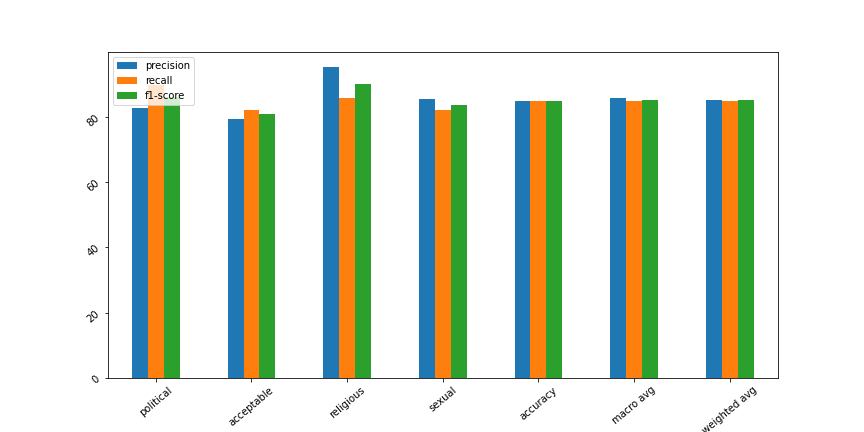 precision
recall
f1-score
80
60
40
20
0
political
acceptable
religious
sexual
accuracy
macro avg
weighted avg